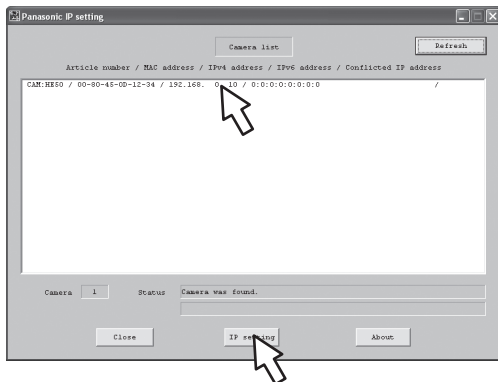 Panasonic IP setting
Camera list
Refresh
Article number / MAC address / IPv4 address / IPv6 address / Conflicted IP address
CAM:HE50 / 00-80-45-0D-12-34 / 192.168. 0. 10 / 0:0:0:0:0:0:0:0 /
Camera 1 Status Camera was found.
Close IP setting About